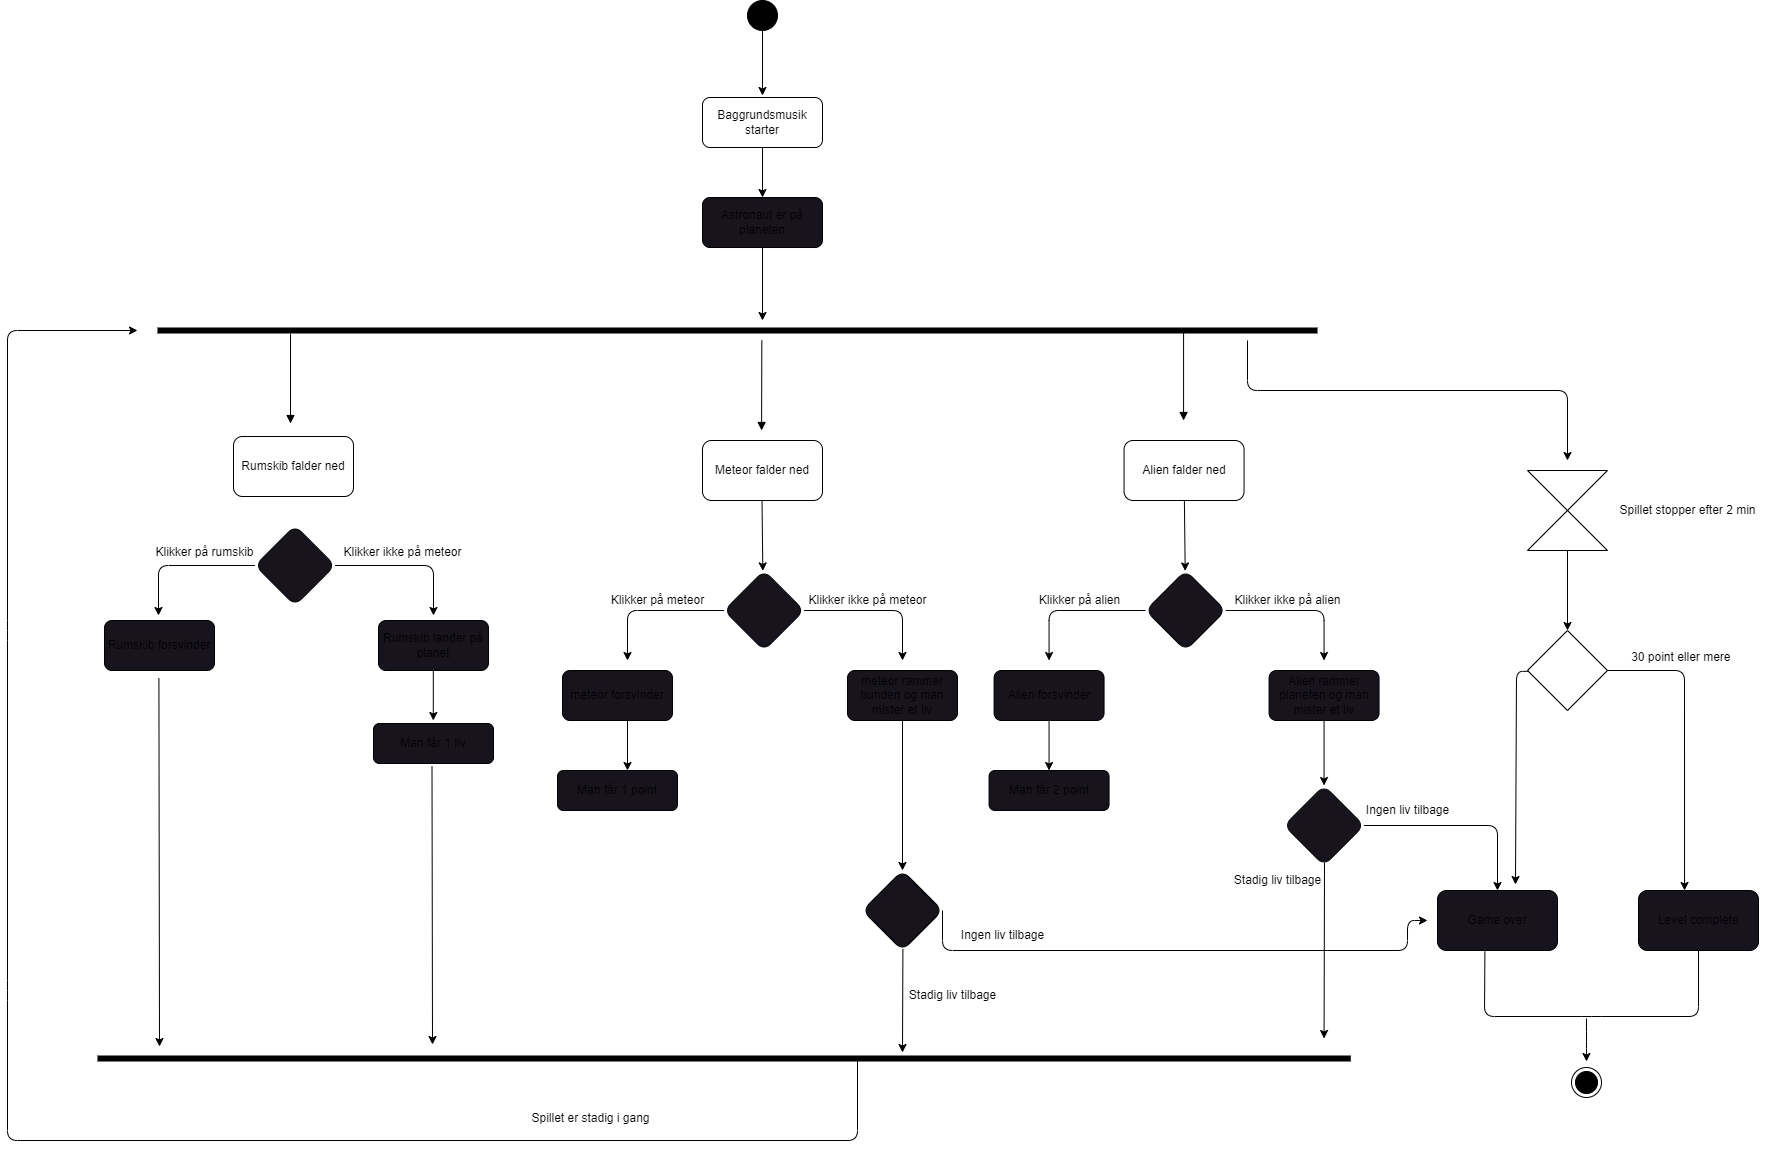 Baggrundsmusik
starter
Astronaut er på
planeten
Rumskib falder ned
Meteor falder ned
Alien falder ned
Spillet stopper efter 2 min
Klikker på rumskib
Klikker ikke på meteor
Klikker på meteor
Klikker ikke på meteor
Klikker på alien
Klikker ikke på alien
Rumskib forsvinder
Rumskib lander på
planet
30 point eller mere
meteor forsvinder
meteor rammer
bunden og man
mister et liv
Alien forsvinder
Alien rammer
planeten og man
mister et liv
Man får 1 liv
Man får 1 point
Man får 2 point
Ingen liv tilbage
Stadig liv tilbage
Game over
Level complete
Ingen liv tilbage
Stadig liv tilbage
Spillet er stadig i gang